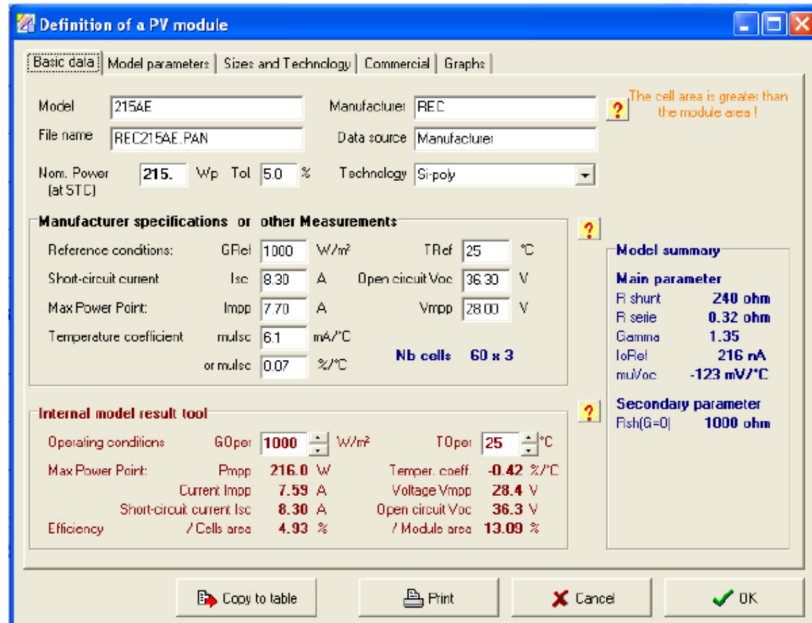 Definition of a PV module
Basic data Model parameters Sizes and Technology Commercial Graphs
Model 215AE Manufacturer REC ? The cell area is greater than
the module area !
File name REC215AE.PAN Data source Manufacturer
Nom. Power 215. Wp Tol. 5.0 % Technology Si-poly
(at STC)
Manufacturer specifications or other Measurements ?
Reference conditions: GRef 1000 W/m² TRef 25 °C
Short-circuit current Isc 8.30 A Open circuit Voc 36.30 V
Max Power Point: Impp 7.70 A Vmpp 28.00 V
Temperature coefficient muIsc 6.1 mA/°C
Nb cells 60 x 3
or muIsc 0.07 %/°C
Model summary
Main parameter
R shunt 240 ohm
R serie 0.32 ohm
Gamma 1.35
IoRef 216 nA
muVoc -123 mV/°C
Secondary parameter
Rsh(G=0) 1000 ohm
Internal model result tool ?
Operating conditions GOper 1000 W/m² TOper 25 °C
Max Power Point: Pmpp 216.0 W Temper. coeff. -0.42 %/°C
Current Impp 7.59 A Voltage Vmpp 28.4 V
Short-circuit current Isc 8.30 A Open circuit Voc 36.3 V
Efficiency / Cells area 4.93 % / Module area 13.09 %
Copy to table Print Cancel OK